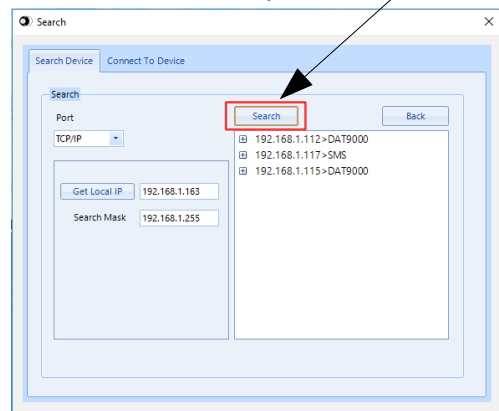 Search
Search Device Connect To Device
Search
Port
TCP/IP
Get Local IP 192.168.1.163
Search Mask 192.168.1.255
Search Back
192.168.1.112>DAT9000
192.168.1.117>SMS
192.168.1.115>DAT9000